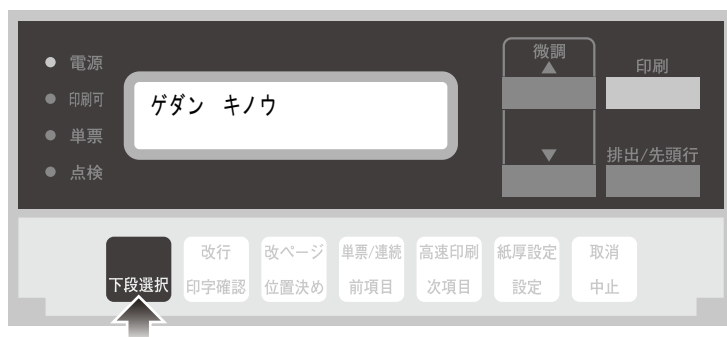 電源
印刷可
単票
点検
ゲダン キノウ
微調
▲
▼
印刷
排出/先頭行
下段選択
改行
印字確認
改ページ
位置決め
単票/連続
前項目
高速印刷
次項目
紙厚設定
設定
取消
中止